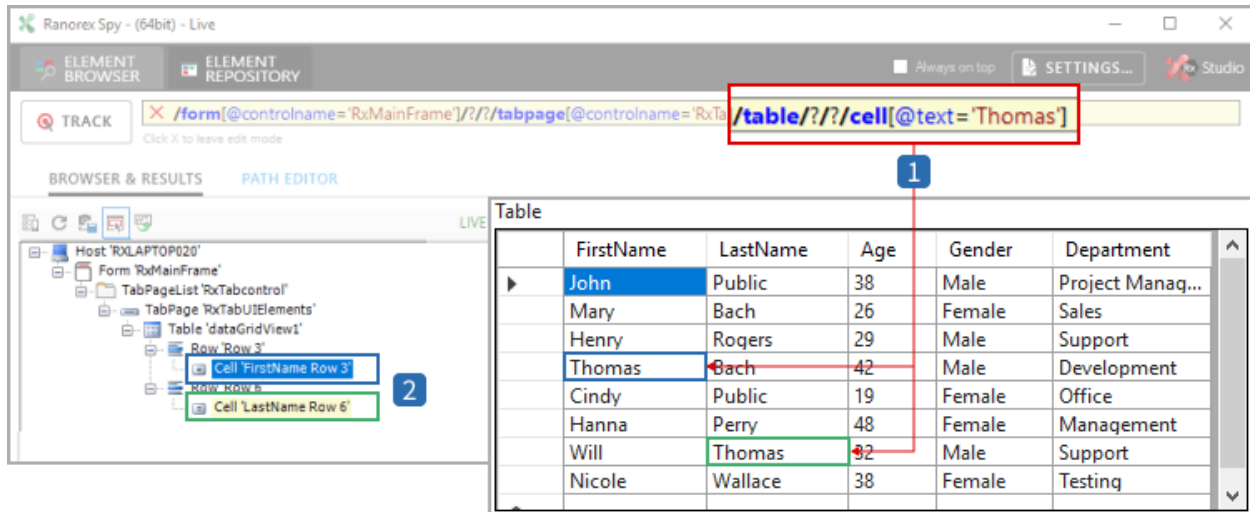 Ranorex Spy - (64bit) - Live
ELEMENT BROWSER
ELEMENT REPOSITORY
Always on top
SETTINGS...
Rx Studio
TRACK
/form[@controlname='RxMainFrame']/?/?/tabpage[@controlname='RxTa
/table/?/?/cell[@text='Thomas']
Click X to leave edit mode
1
BROWSER & RESULTS PATH EDITOR
LIVE
Host 'RXLAPTOP020'
Form 'RxMainFrame'
TabPageList 'RxTabcontrol'
TabPage 'RxTabUIElements'
Table 'dataGridView1'
Row 'Row 3'
Cell 'FirstName Row 3'
Row 'Row 6'
Cell 'LastName Row 6'
2
Table
FirstName LastName Age Gender Department
John Public 38 Male Project Manag...
Mary Bach 26 Female Sales
Henry Rogers 29 Male Support
Thomas Bach 42 Male Development
Cindy Public 19 Female Office
Hanna Perry 48 Female Management
Will Thomas 32 Male Support
Nicole Wallace 38 Female Testing